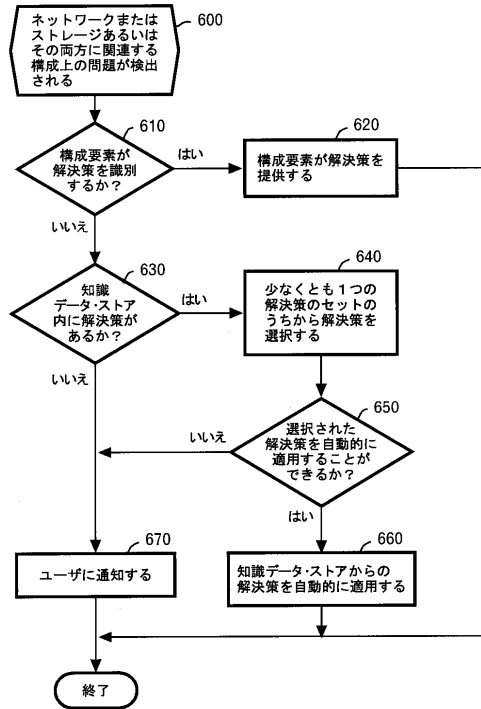 ネットワークまたは
ストレージあるいは
その両方に関連する
構成上の問題が検出
される
600
610
構成要素が
解決策を識別
するか？
はい
620
構成要素が解決策を
提供する
いいえ
630
知識
データ・ストア
内に解決策が
あるか？
はい
640
少なくとも１つの
解決策のセットの
うちから解決策を
選択する
いいえ
650
選択された
解決策を自動的に
適用することが
できるか？
いいえ
はい
670
ユーザに通知する
660
知識データ・ストアからの
解決策を自動的に適用する
終了